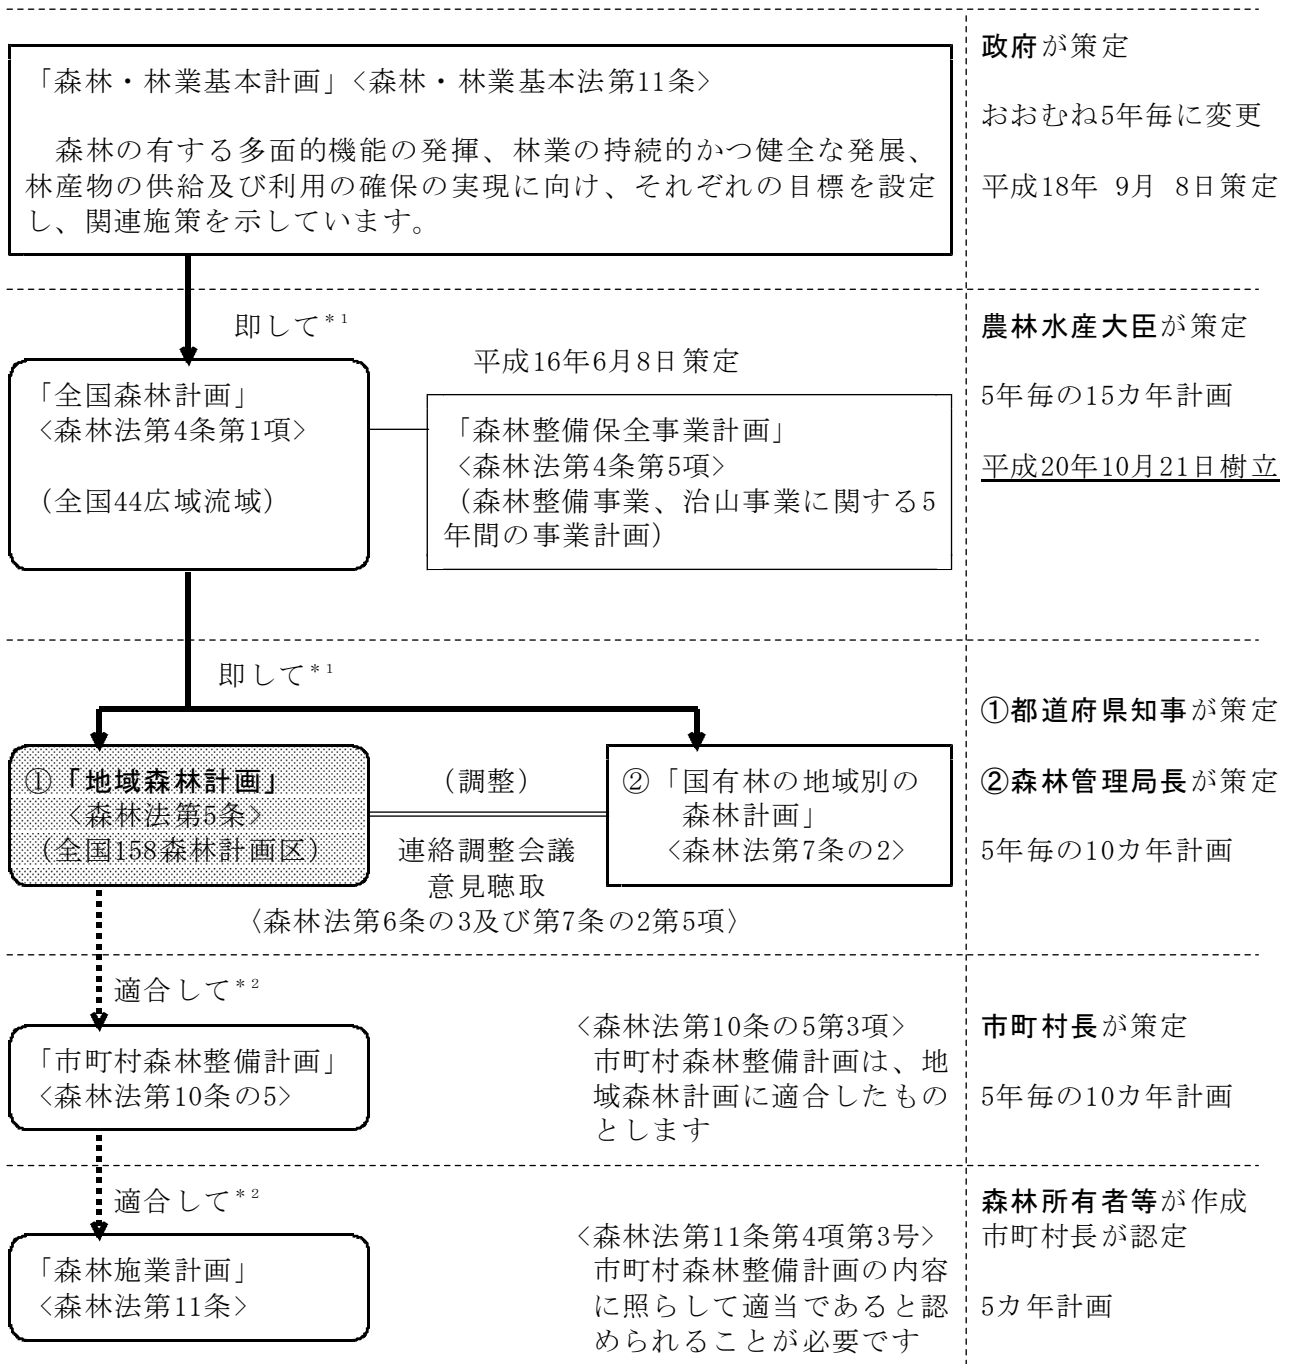 政府が策定
「森林・林業基本計画」<森林・林業基本法第11条>
おおむね5年毎に変更
森林の有する多面的機能の発揮、林業の持続的かつ健全な発展、
林産物の供給及び利用の確保の実現に向け、それぞれの目標を設定
し、関連施策を示しています。
平成18年 9月 8日策定
即して*1
農林水産大臣が策定
平成16年6月8日策定
「全国森林計画」
<森林法第4条第1項>
(全国44広域流域)
「森林整備保全事業計画」
<森林法第4条第5項>
(森林整備事業、治山事業に関する5
年間の事業計画)
5年毎の15カ年計画
平成20年10月21日樹立
即して*1
①都道府県知事が策定
①「地域森林計画」
<森林法第5条>
(全国158森林計画区)
(調整)
連絡調整会議
意見聴取
〈森林法第6条の3及び第7条の2第5項〉
②「国有林の地域別の
森林計画」
<森林法第7条の2>
②森林管理局長が策定
5年毎の10カ年計画
適合して*2
「市町村森林整備計画」
<森林法第10条の5>
<森林法第10条の5第3項>
市町村森林整備計画は、地
域森林計画に適合したもの
とします
市町村長が策定
5年毎の10カ年計画
適合して*2
「森林施業計画」
<森林法第11条>
<森林法第11条第4項第3号>
市町村森林整備計画の内容
に照らして適当であると認
められることが必要です
森林所有者等が作成
市町村長が認定
5カ年計画